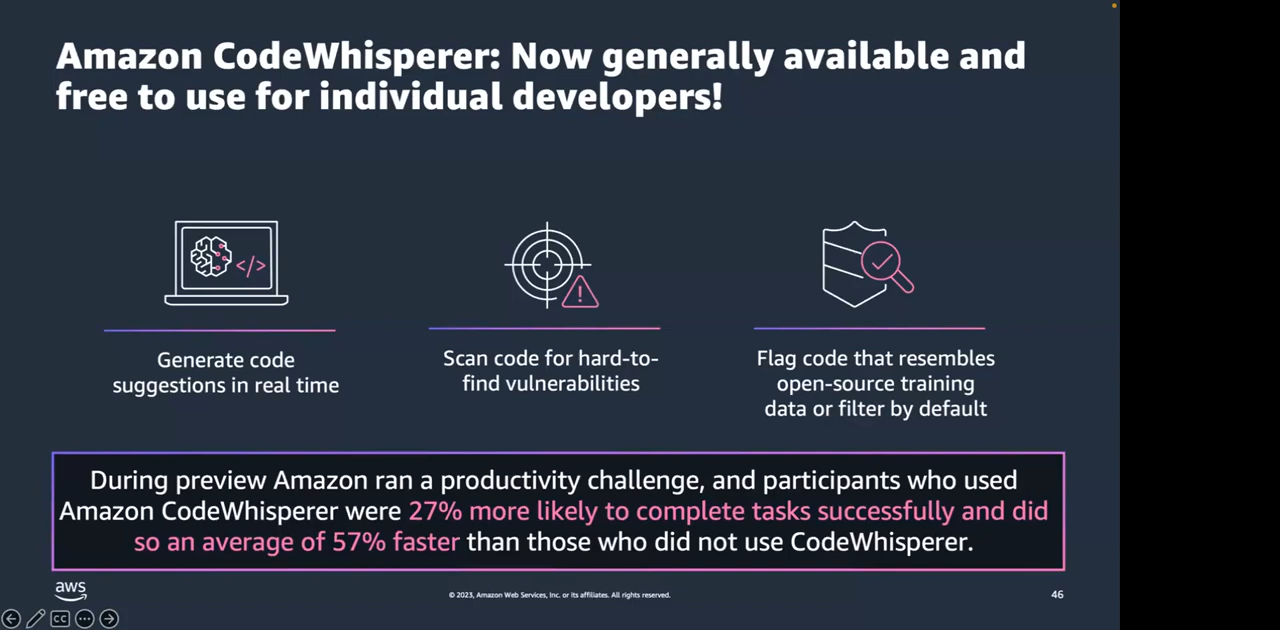 Amazon CodeWhisperer: Now generally available and
free to use for individual developers!
</>
Generate code
suggestions in real time
Scan code for hard-to-
find vulnerabilities
Flag code that resembles
open-source training
data or filter by default
During preview Amazon ran a productivity challenge, and participants who used
Amazon CodeWhisperer were 27% more likely to complete tasks successfully and did
so an average of 57% faster than those who did not use CodeWhisperer.
aws
© 2023, Amazon Web Services, Inc. or its affiliates. All rights reserved.
46
CC